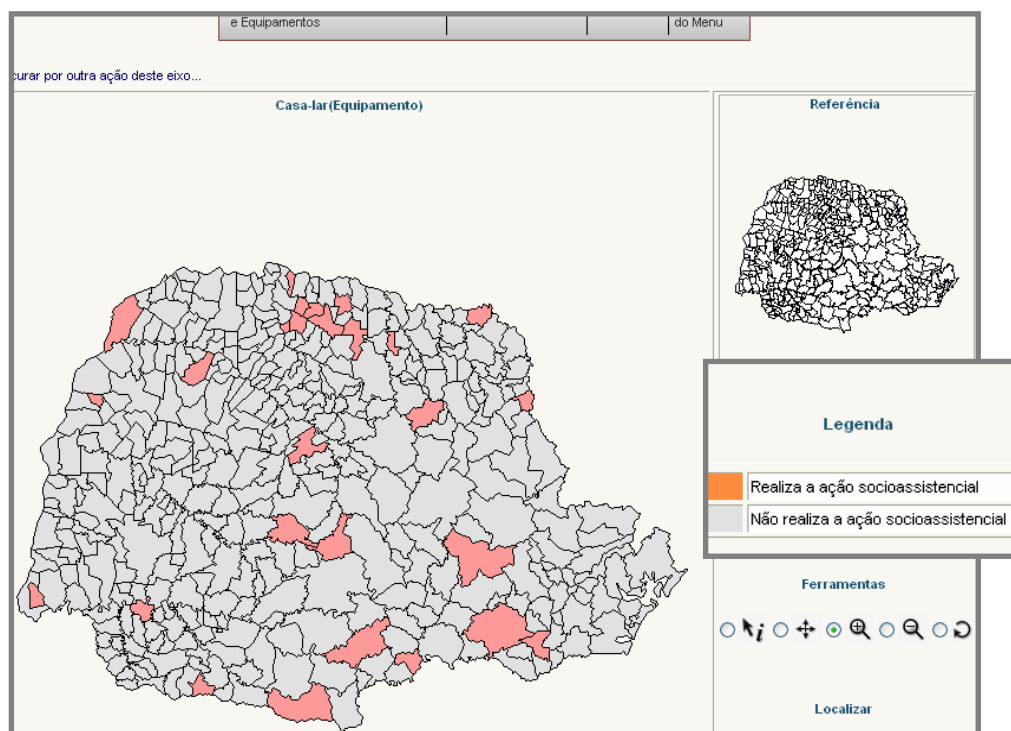 e Equipamentos
do Menu
curar por outra ação deste eixo...
Casa-lar(Equipamento)
Referência
Legenda
Realiza a ação socioassistencial
Não realiza a ação socioassistencial
Ferramentas
Localizar